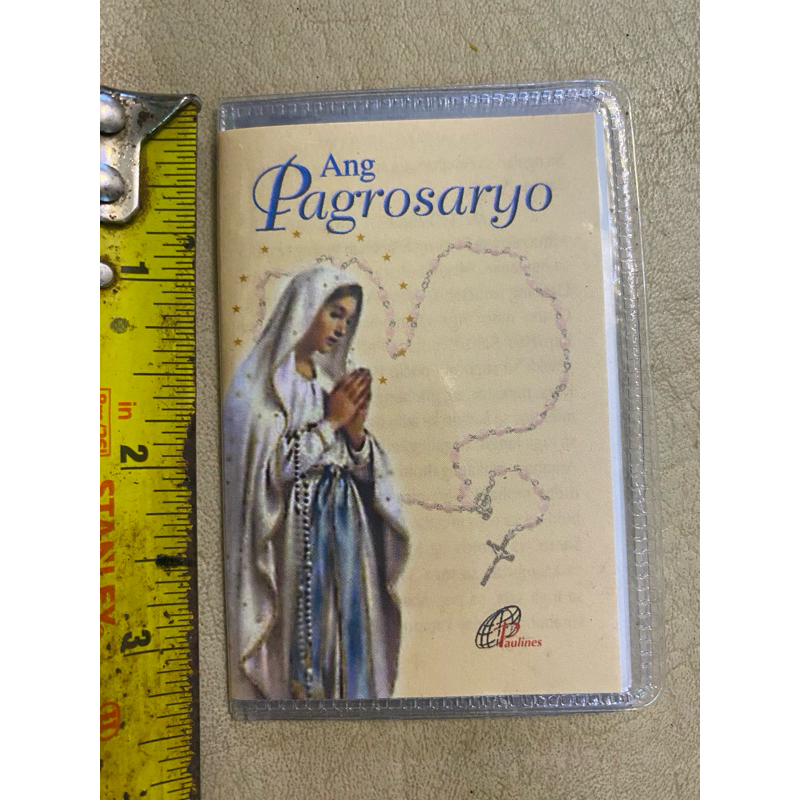 Ang
Pagrosaryo
Paulines
1
in
2
STANLEY
3